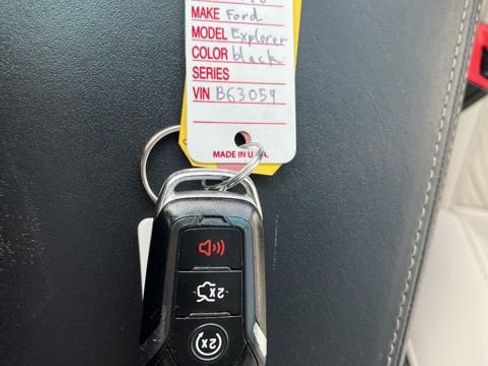 MAKE Ford
MODEL Explorer
COLOR black
SERIES
VIN B63059
MADE IN U.S.A.
2x
2x